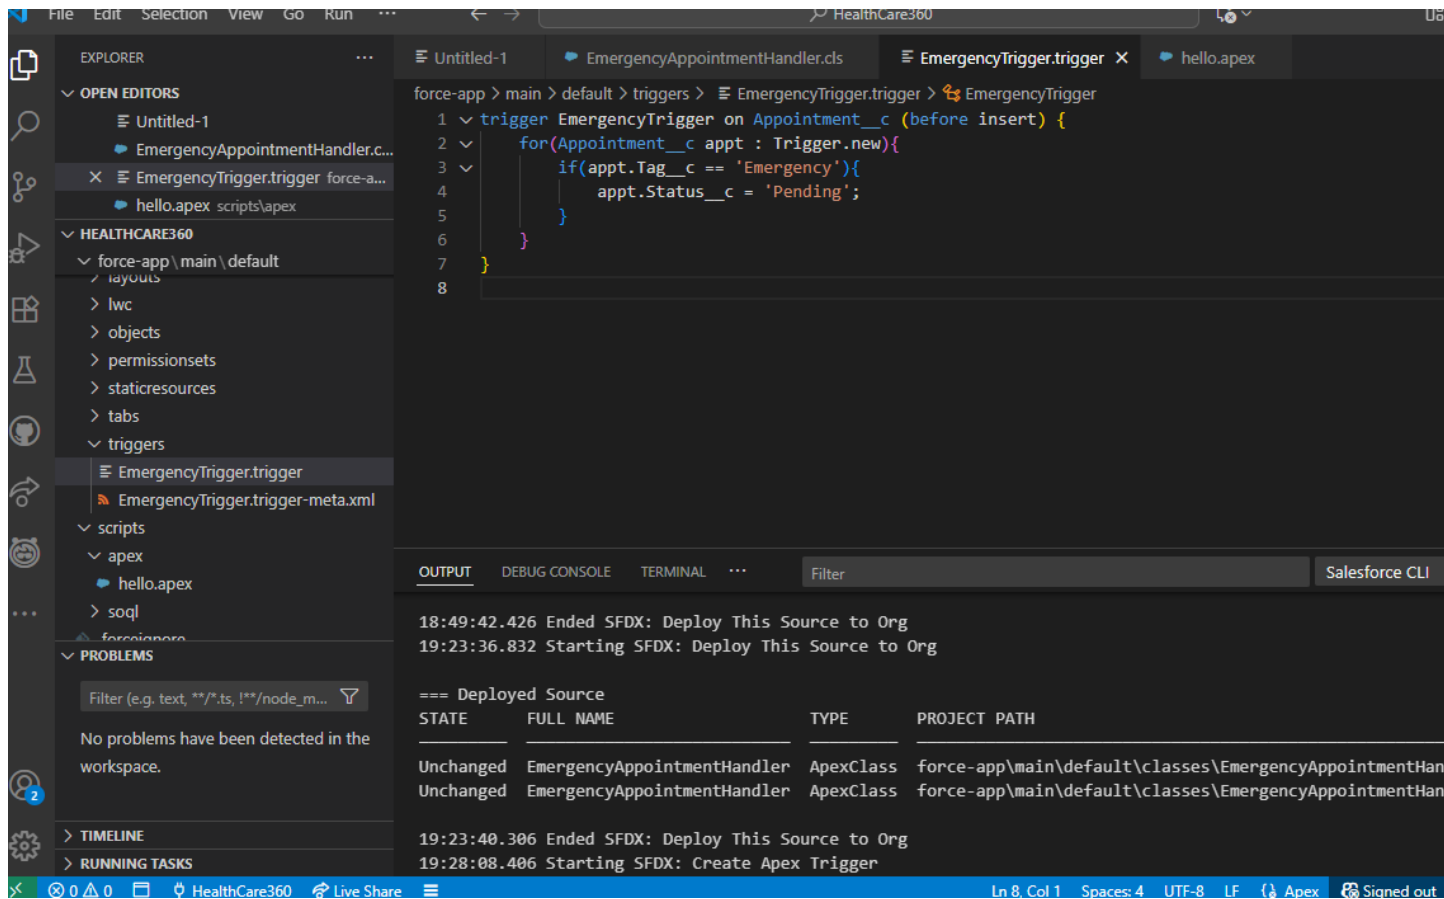 File Edit Selection View Go Run ···
HealthCare360
EXPLORER ···
OPEN EDITORS
Untitled-1
EmergencyAppointmentHandler.c...
EmergencyTrigger.trigger force-a...
hello.apex scripts\apex
HEALTHCARE360
force-app\main\default
layouts
lwc
objects
permissionsets
staticresources
tabs
triggers
EmergencyTrigger.trigger
EmergencyTrigger.trigger-meta.xml
scripts
apex
hello.apex
soql
.forceignore
PROBLEMS
Filter (e.g. text, **/*.ts, !**/node_m...
No problems have been detected in the
workspace.
TIMELINE
RUNNING TASKS
Untitled-1 EmergencyAppointmentHandler.cls EmergencyTrigger.trigger hello.apex
force-app > main > default > triggers > EmergencyTrigger.trigger > EmergencyTrigger
1 trigger EmergencyTrigger on Appointment__c (before insert) {
2 for(Appointment__c appt : Trigger.new){
3 if(appt.Tag__c == 'Emergency'){
4 appt.Status__c = 'Pending';
5 }
6 }
7 }
8
OUTPUT DEBUG CONSOLE TERMINAL ··· Filter Salesforce CLI
18:49:42.426 Ended SFDX: Deploy This Source to Org
19:23:36.832 Starting SFDX: Deploy This Source to Org
=== Deployed Source
STATE FULL NAME TYPE PROJECT PATH
Unchanged EmergencyAppointmentHandler ApexClass force-app\main\default\classes\EmergencyAppointmentHan
Unchanged EmergencyAppointmentHandler ApexClass force-app\main\default\classes\EmergencyAppointmentHan
19:23:40.306 Ended SFDX: Deploy This Source to Org
19:28:08.406 Starting SFDX: Create Apex Trigger
2
0 0 HealthCare360 Live Share Ln 8, Col 1 Spaces: 4 UTF-8 LF Apex Signed out